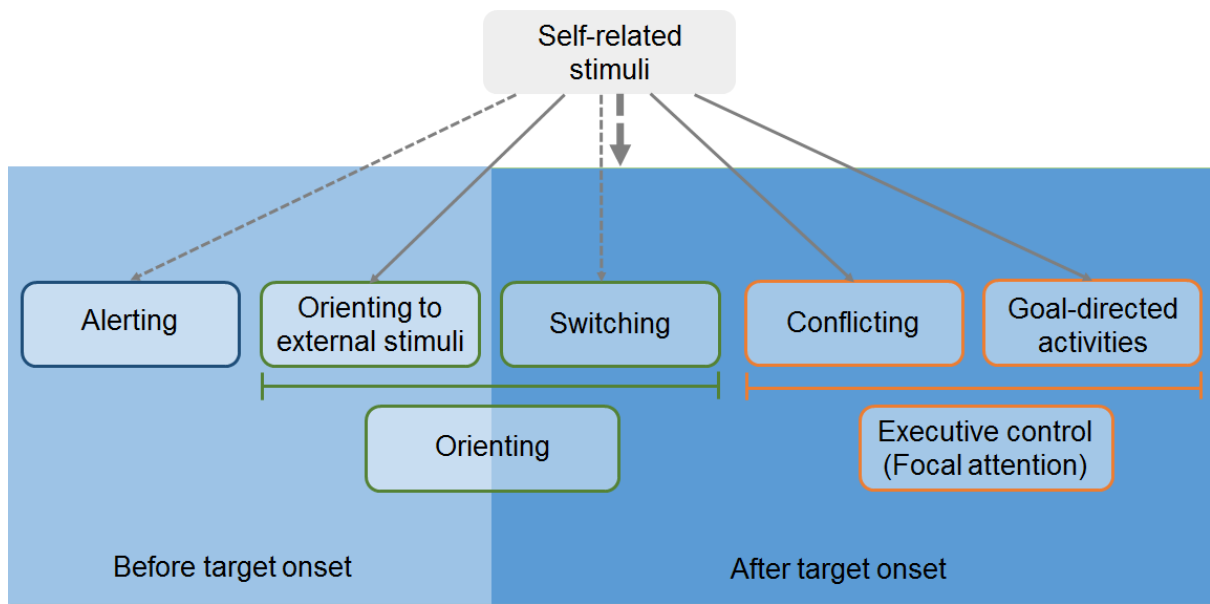 Self-related
stimuli
Alerting
Orienting to
external stimuli
Switching
Conflicting
Goal-directed
activities
Orienting
Executive control
(Focal attention)
Before target onset
After target onset